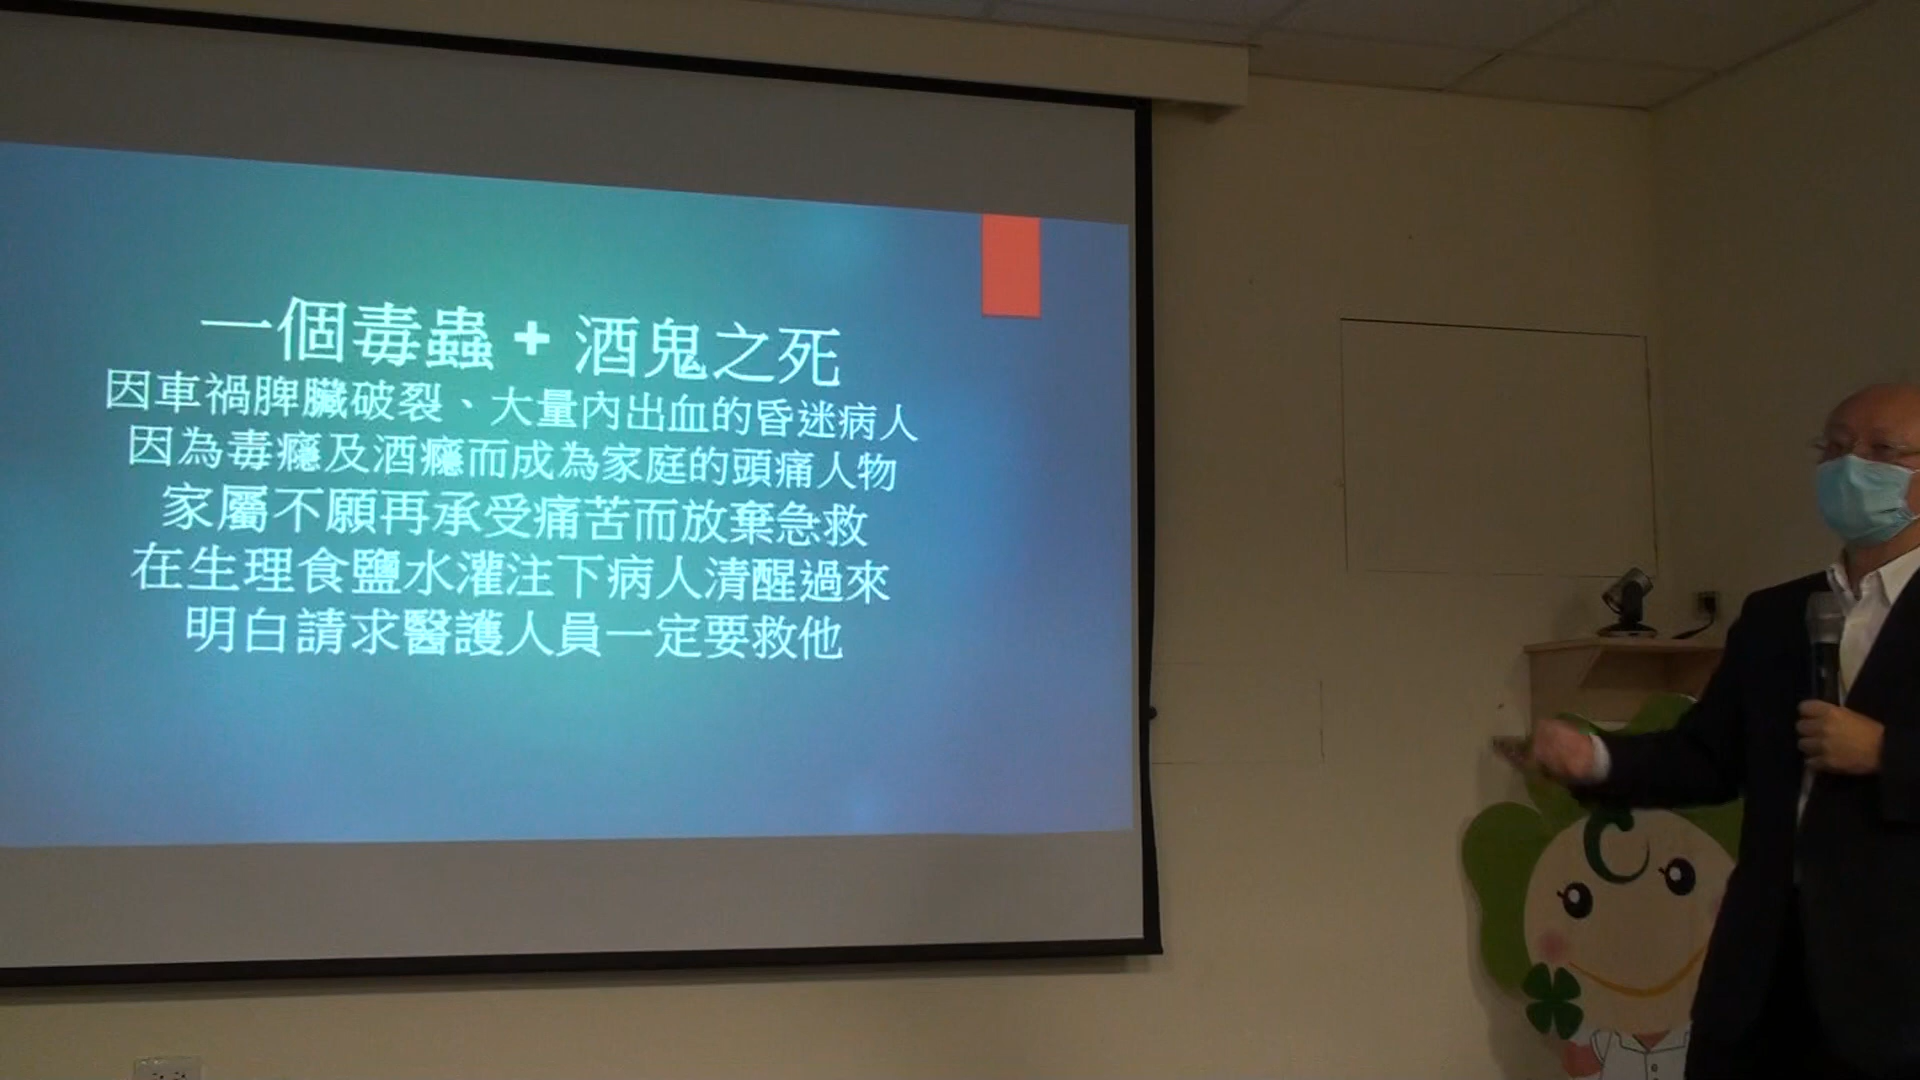 一個毒蟲 + 酒鬼之死
因車禍脾臟破裂、大量內出血的昏迷病人
因為毒癮及酒癮而成為家庭的頭痛人物
家屬不願再承受痛苦而放棄急救
在生理食鹽水灌注下病人清醒過來
明白請求醫護人員一定要救他